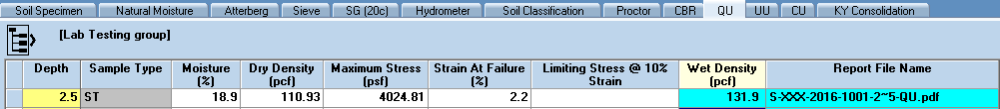 Soil Specimen Natural Moisture Atterberg Sieve SG (20c) Hydrometer Soil Classification Proctor CBR QU UU CU KY Consolidation
[Lab Testing group]
Depth Sample Type Moisture (%) Dry Density (pcf) Maximum Stress (psf) Strain At Failure (%) Limiting Stress @ 10% Strain Wet Density (pcf) Report File Name
2.5 ST 18.9 110.93 4024.81 2.2 131.9 S-XXX-2016-1001-2~5-QU.pdf